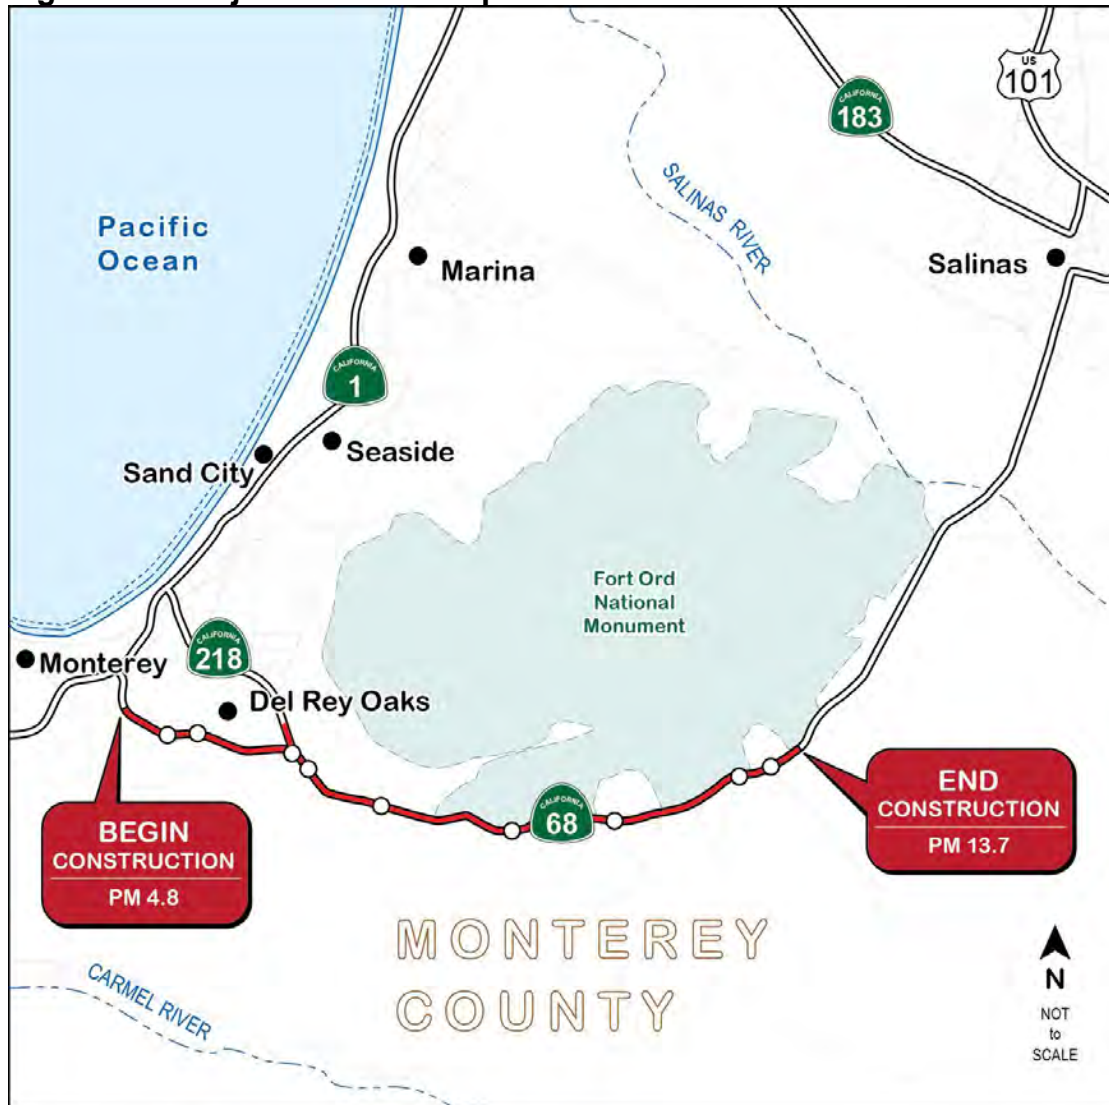 US
101
CALIFORNIA
183
SALINAS RIVER
Pacific
Ocean
Marina
Salinas
CALIFORNIA
1
Seaside
Sand City
Fort Ord
National
Monument
CALIFORNIA
218
Monterey
Del Rey Oaks
BEGIN
CONSTRUCTION
PM 4.8
CALIFORNIA
68
END
CONSTRUCTION
PM 13.7
MONTEREY
COUNTY
CARMEL RIVER
N
NOT
to
SCALE